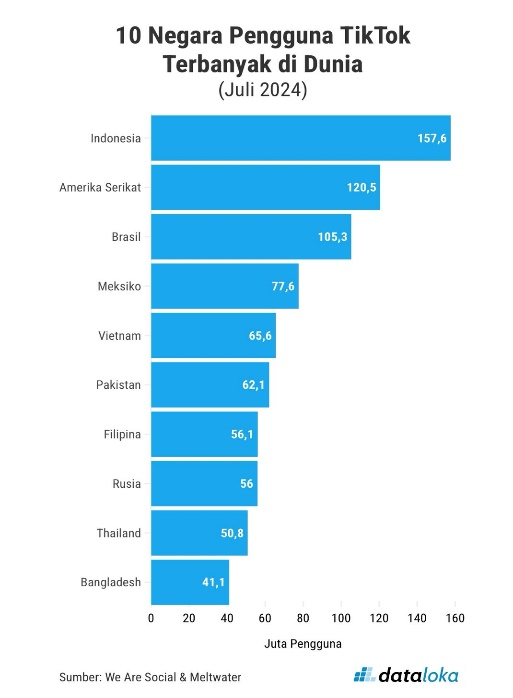 10 Negara Pengguna TikTok
Terbanyak di Dunia
(Juli 2024)
Indonesia 157,6
Amerika Serikat 120,5
Brasil 105,3
Meksiko 77,6
Vietnam 65,6
Pakistan 62,1
Filipina 56,1
Rusia 56
Thailand 50,8
Bangladesh 41,1
0 20 40 60 80 100 120 140 160
Juta Pengguna
Sumber: We Are Social & Meltwater
dataloka